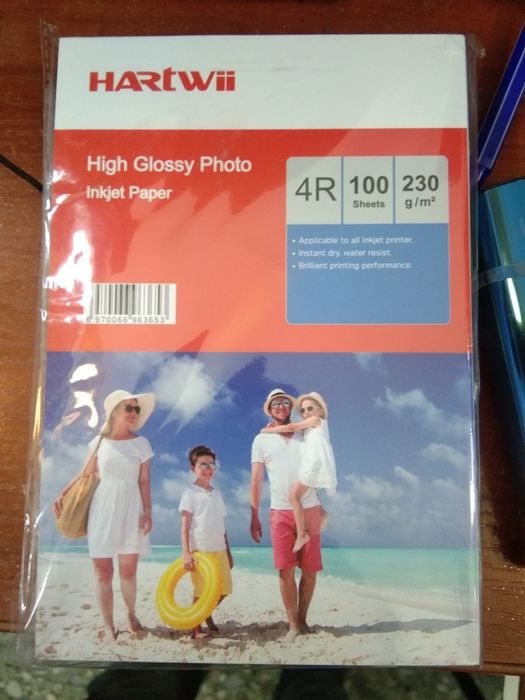 HARtWii
High Glossy Photo
Inkjet Paper
4R
100
Sheets
230
g/m²
• Applicable to all inkjet printer.
• Instant dry, water resist.
• Brilliant printing performance.
6 970066 963653